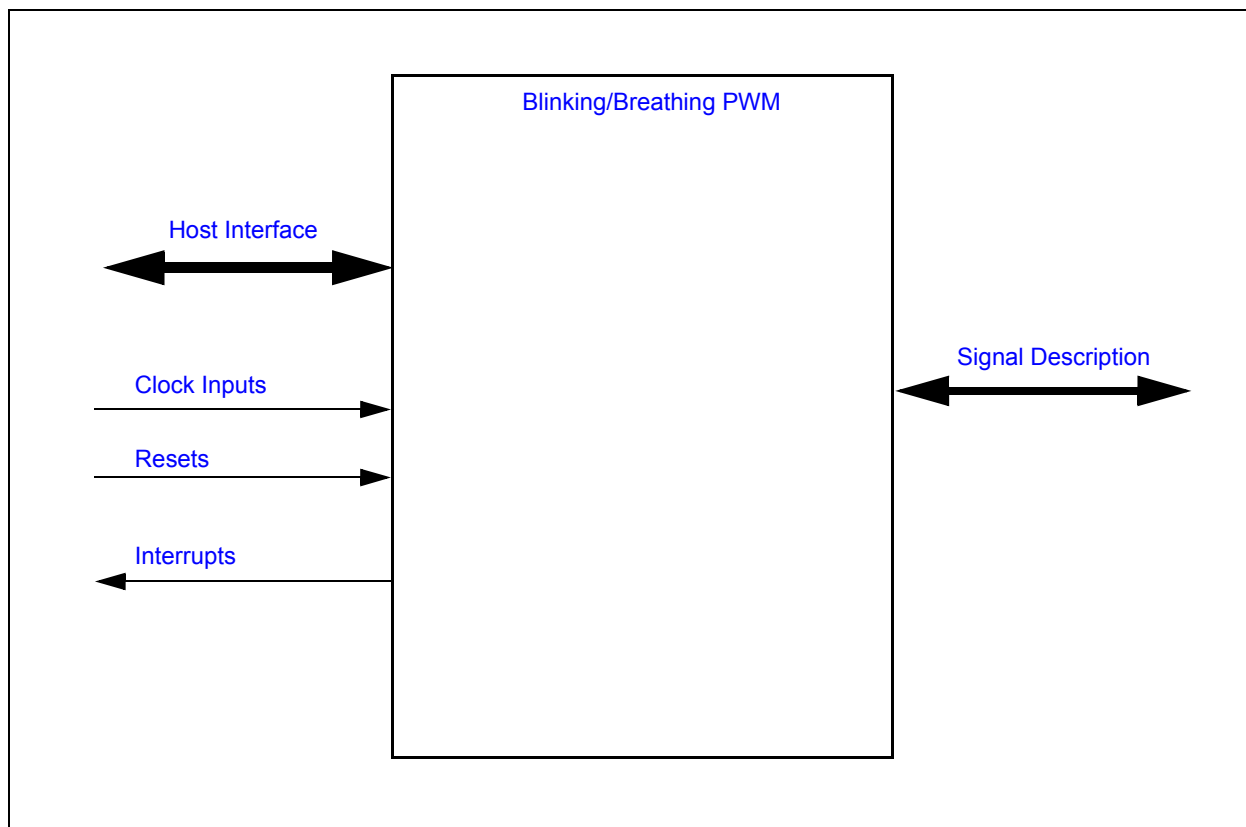 Blinking/Breathing PWM
Host Interface
Signal Description
Clock Inputs
Resets
Interrupts